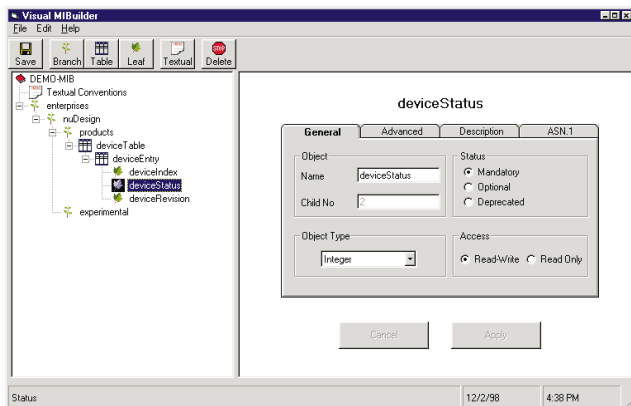 Visual MIBuilder
File Edit Help
Save Branch Table Leaf Textual STOP Delete
DEMO-MIB
Textual Conventions
enterprises
nuDesign
products
deviceTable
deviceEntry
deviceIndex
deviceStatus
deviceRevision
experimental
deviceStatus
General Advanced Description ASN.1
Object
Name deviceStatus
Child No 2
Status
Mandatory
Optional
Deprecated
Object Type
Integer
Access
Read-Write Read Only
Cancel Apply
Status 12/2/98 4:38 PM